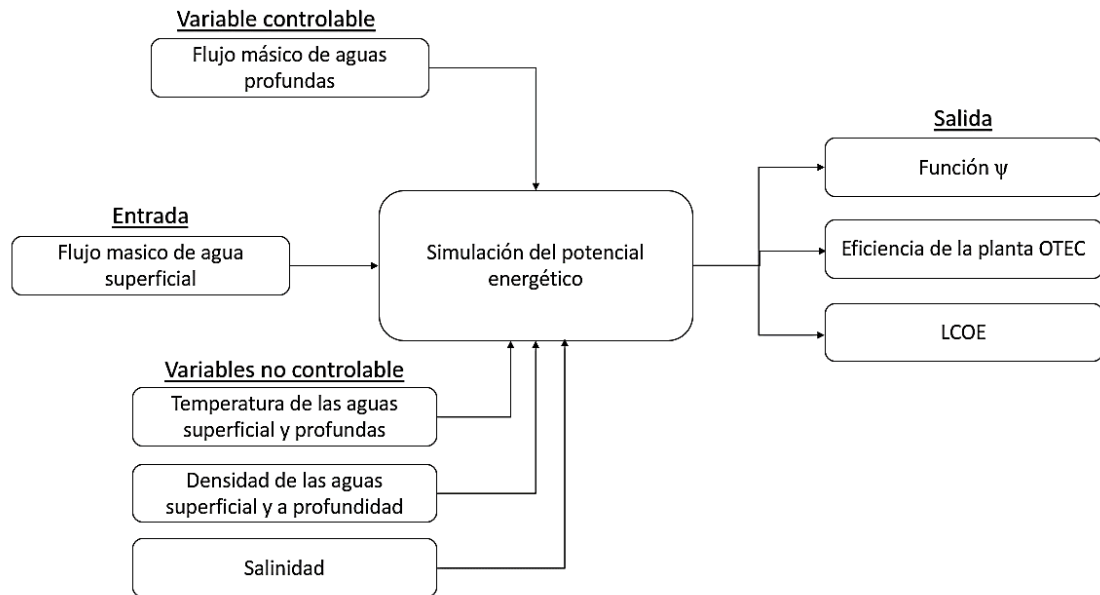 Variable controlable
Flujo másico de aguas
profundas
Entrada
Flujo masico de agua
superficial
Simulación del potencial
energético
Variables no controlable
Temperatura de las aguas
superficial y profundas
Densidad de las aguas
superficial y a profundidad
Salinidad
Salida
Función ψ
Eficiencia de la planta OTEC
LCOE